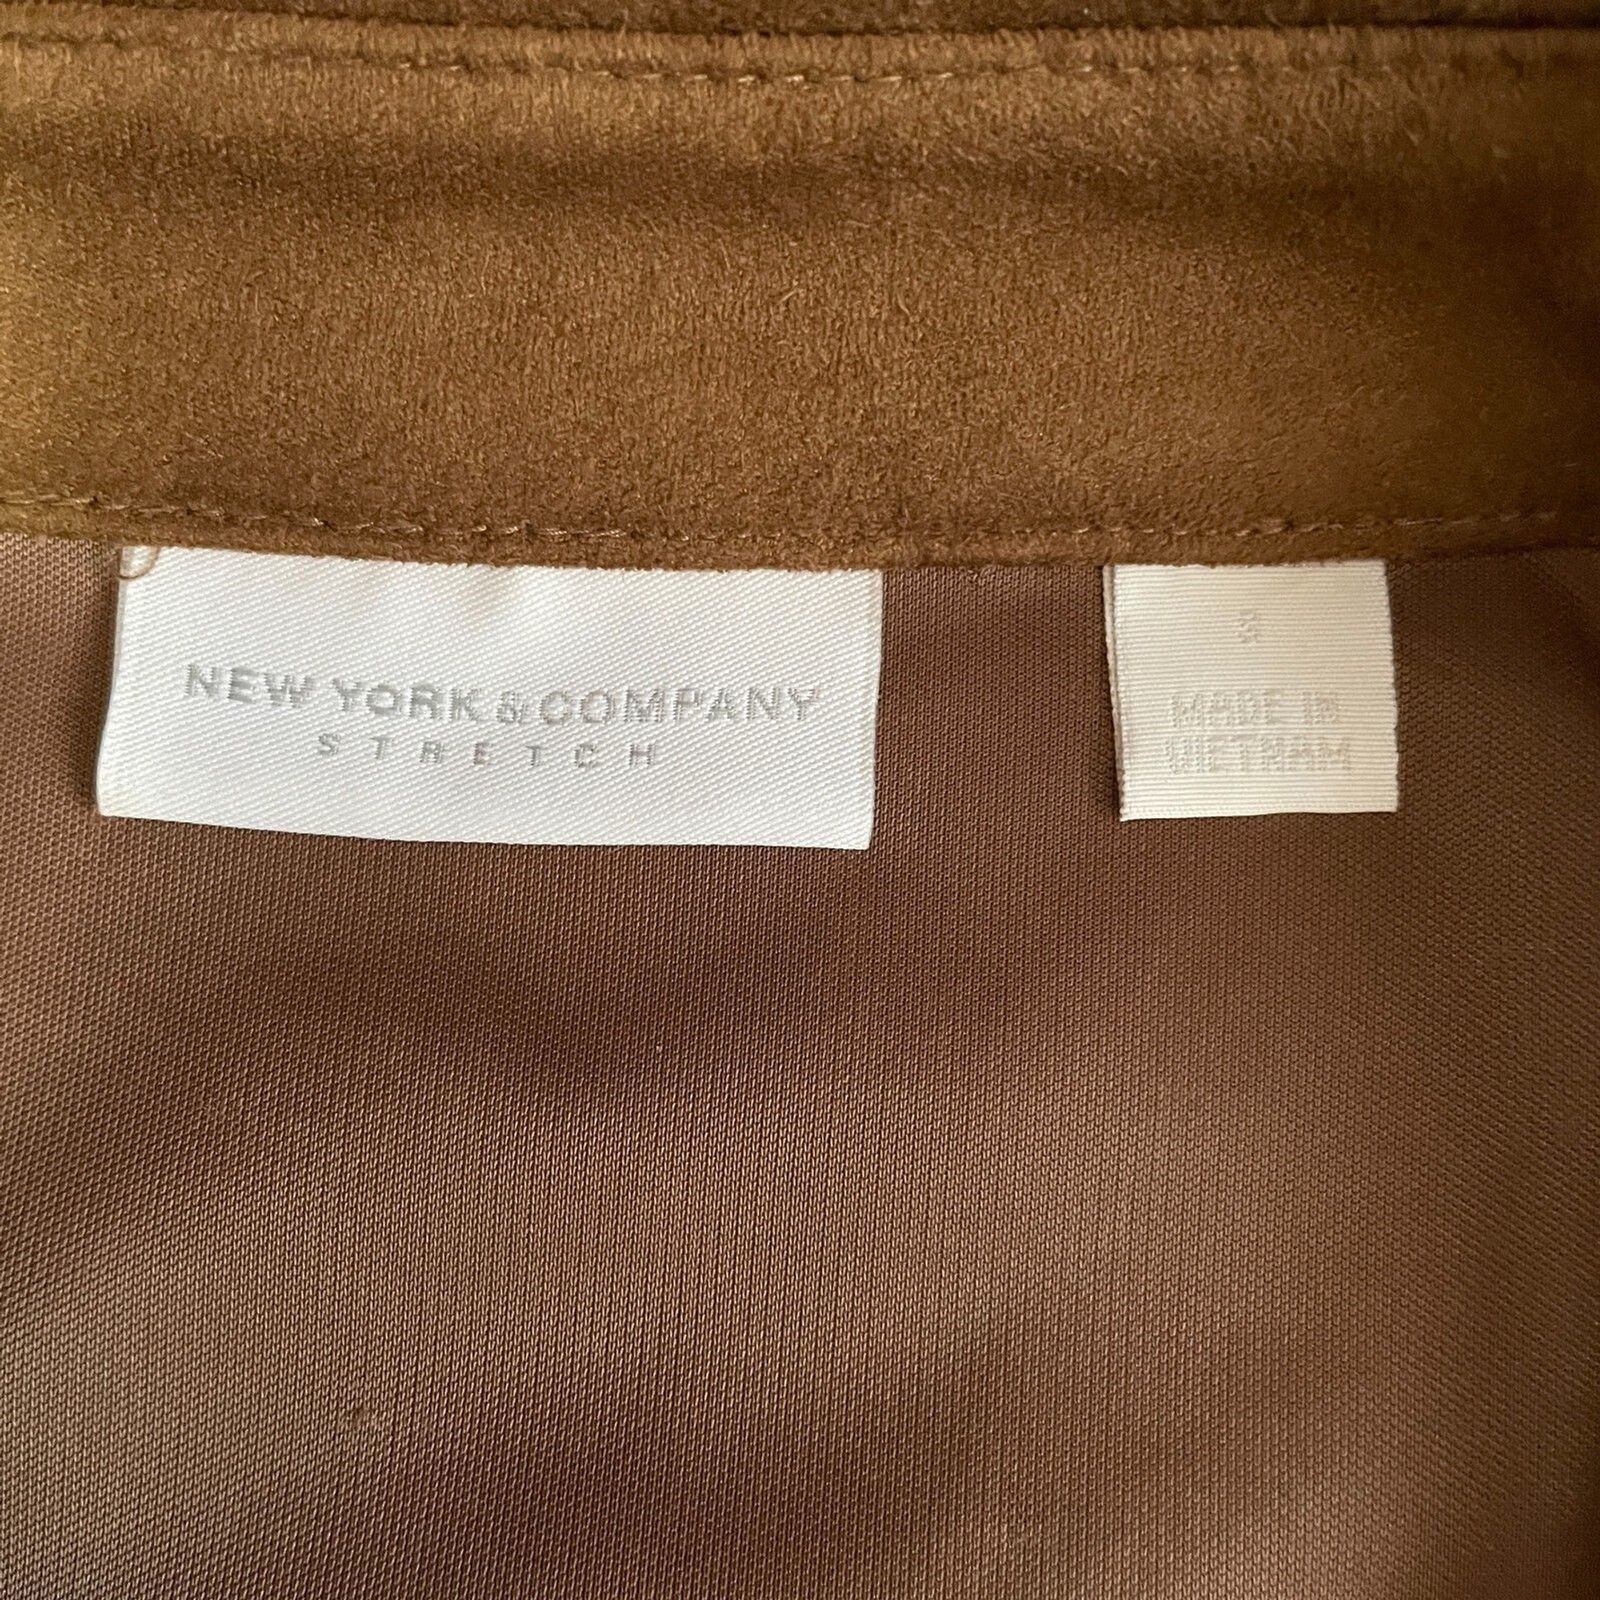 NEW YORK & COMPANY
STRETCH
MADE IN
VIETNAM